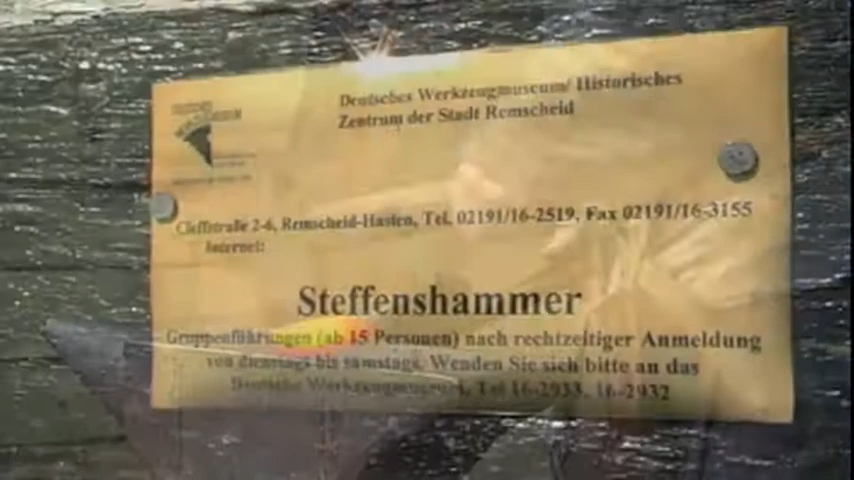 Deutsches Werkzeugmuseum/ Historisches
Zentrum der Stadt Remscheid
Cleffstraße 2-6, Remscheid-Hasten, Tel. 02191/16-2519, Fax 02191/16-3155
Internet:
Steffenshammer
Gruppenführungen (ab 15 Personen) nach rechtzeitiger Anmeldung
von dienstags bis samstags. Wenden Sie sich bitte an das
Deutsche Werkzeugmuseum, Tel 16-2933, 16-2932